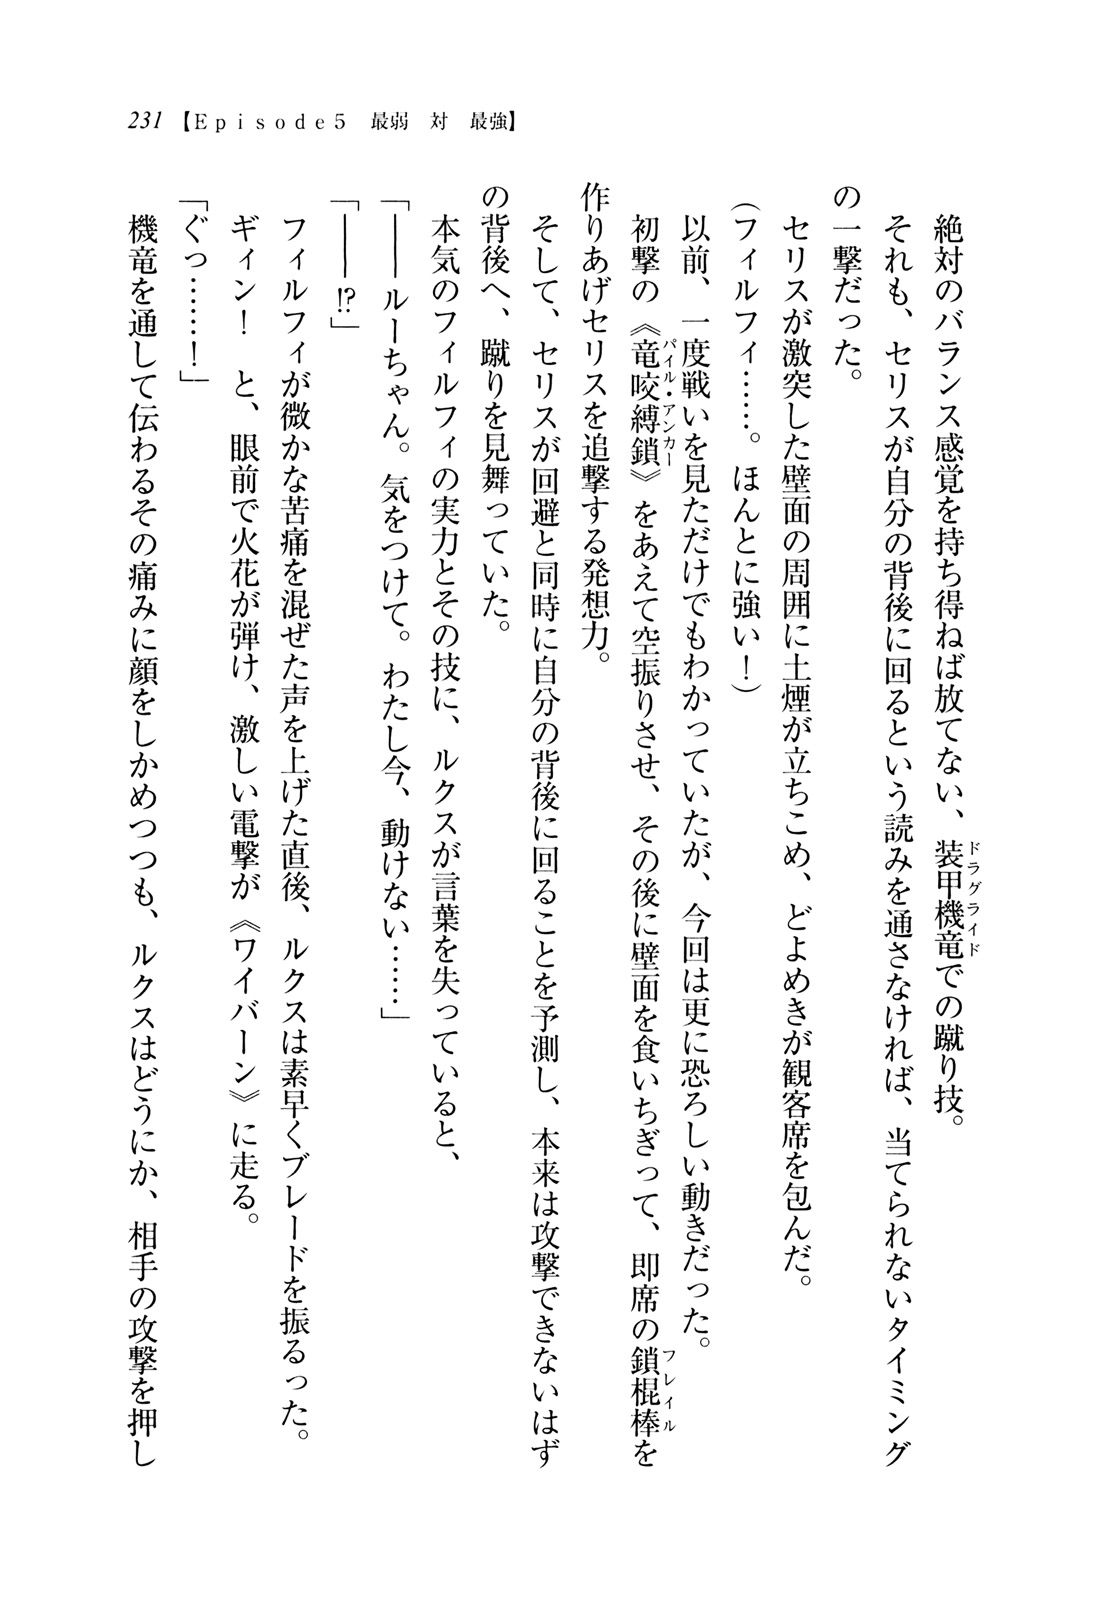 231 【Episode5　最弱　対　最強】
絶対のバランス感覚を持ち得ねば放てない、装甲機竜での蹴り技。
ドラグライド
それも、セリスが自分の背後に回るという読みを通さなければ、当てられないタイミング
の一撃だった。
セリスが激突した壁面の周囲に土煙が立ちこめ、どよめきが観客席を包んだ。
（フィルフィ……。ほんとに強い！）
以前、一度戦いを見ただけでもわかっていたが、今回は更に恐ろしい動きだった。
初撃の《竜咬縛鎖》をあえて空振りさせ、その後に壁面を食いちぎって、即席の鎖棍棒を
パイル・アンカー
フレイル
作りあげセリスを追撃する発想力。
そして、セリスが回避と同時に自分の背後に回ることを予測し、本来は攻撃できないはず
の背後へ、蹴りを見舞っていた。
本気のフィルフィの実力とその技に、ルクスが言葉を失っていると、
「――ルーちゃん。気をつけて。わたし今、動けない……」
「――!?」
フィルフィが微かな苦痛を混ぜた声を上げた直後、ルクスは素早くブレードを振るった。
ギィン！　と、眼前で火花が弾け、激しい電撃が《ワイバーン》に走る。
「ぐっ……！」
機竜を通して伝わるその痛みに顔をしかめつつも、ルクスはどうにか、相手の攻撃を押し